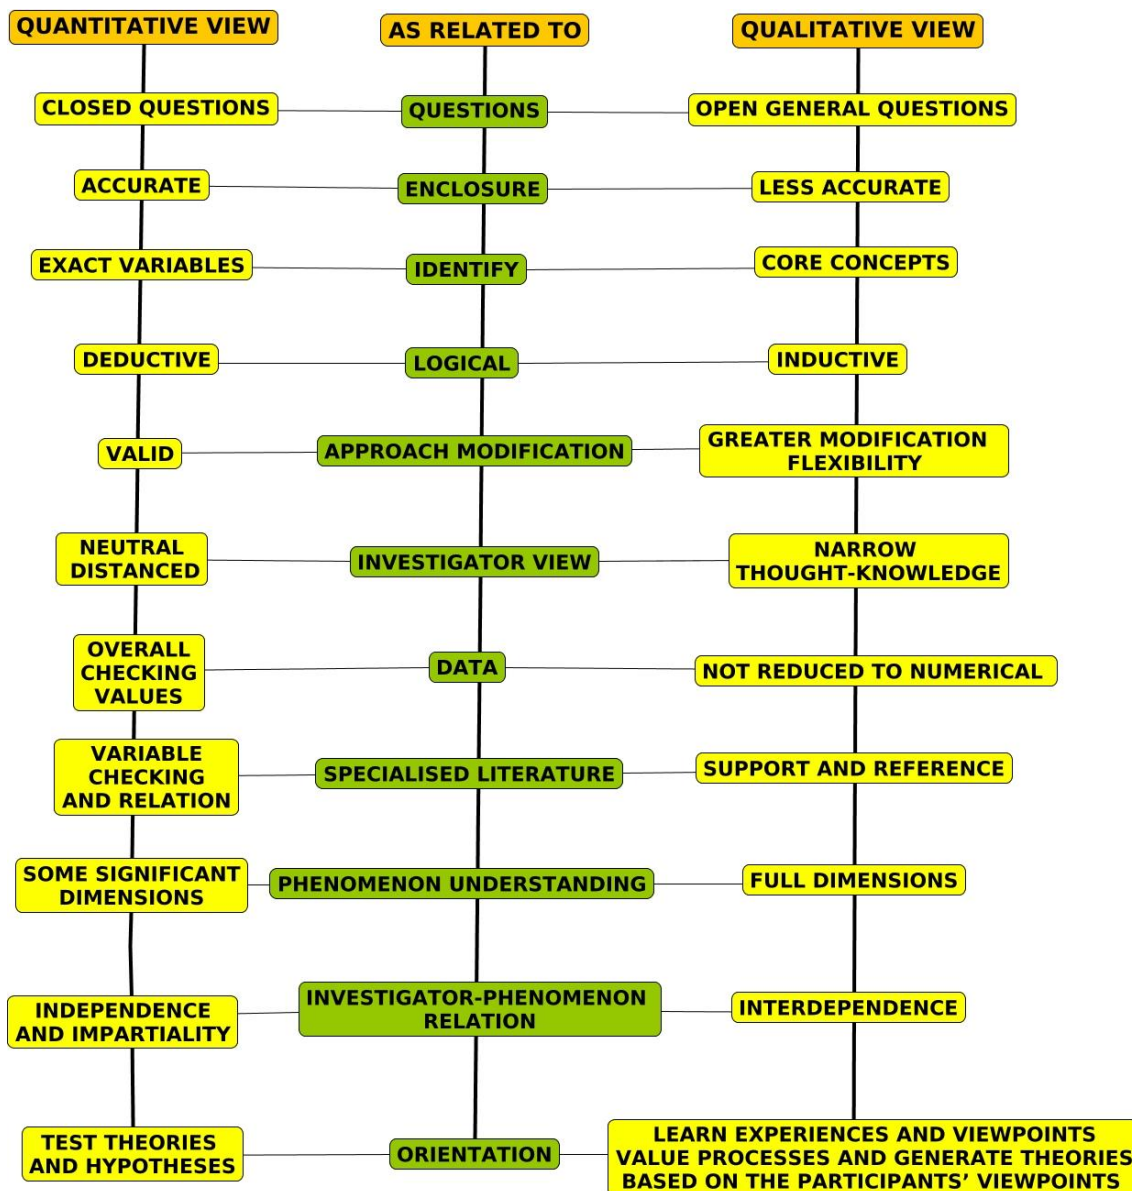 QUANTITATIVE VIEW
AS RELATED TO
QUALITATIVE VIEW
CLOSED QUESTIONS
QUESTIONS
OPEN GENERAL QUESTIONS
ACCURATE
ENCLOSURE
LESS ACCURATE
EXACT VARIABLES
IDENTIFY
CORE CONCEPTS
DEDUCTIVE
LOGICAL
INDUCTIVE
VALID
APPROACH MODIFICATION
GREATER MODIFICATION
FLEXIBILITY
NEUTRAL
DISTANCED
INVESTIGATOR VIEW
NARROW
THOUGHT-KNOWLEDGE
OVERALL
CHECKING
VALUES
DATA
NOT REDUCED TO NUMERICAL
VARIABLE
CHECKING
AND RELATION
SPECIALISED LITERATURE
SUPPORT AND REFERENCE
SOME SIGNIFICANT
DIMENSIONS
PHENOMENON UNDERSTANDING
FULL DIMENSIONS
INDEPENDENCE
AND IMPARTIALITY
INVESTIGATOR-PHENOMENON
RELATION
INTERDEPENDENCE
TEST THEORIES
AND HYPOTHESES
ORIENTATION
LEARN EXPERIENCES AND VIEWPOINTS
VALUE PROCESSES AND GENERATE THEORIES
BASED ON THE PARTICIPANTS' VIEWPOINTS